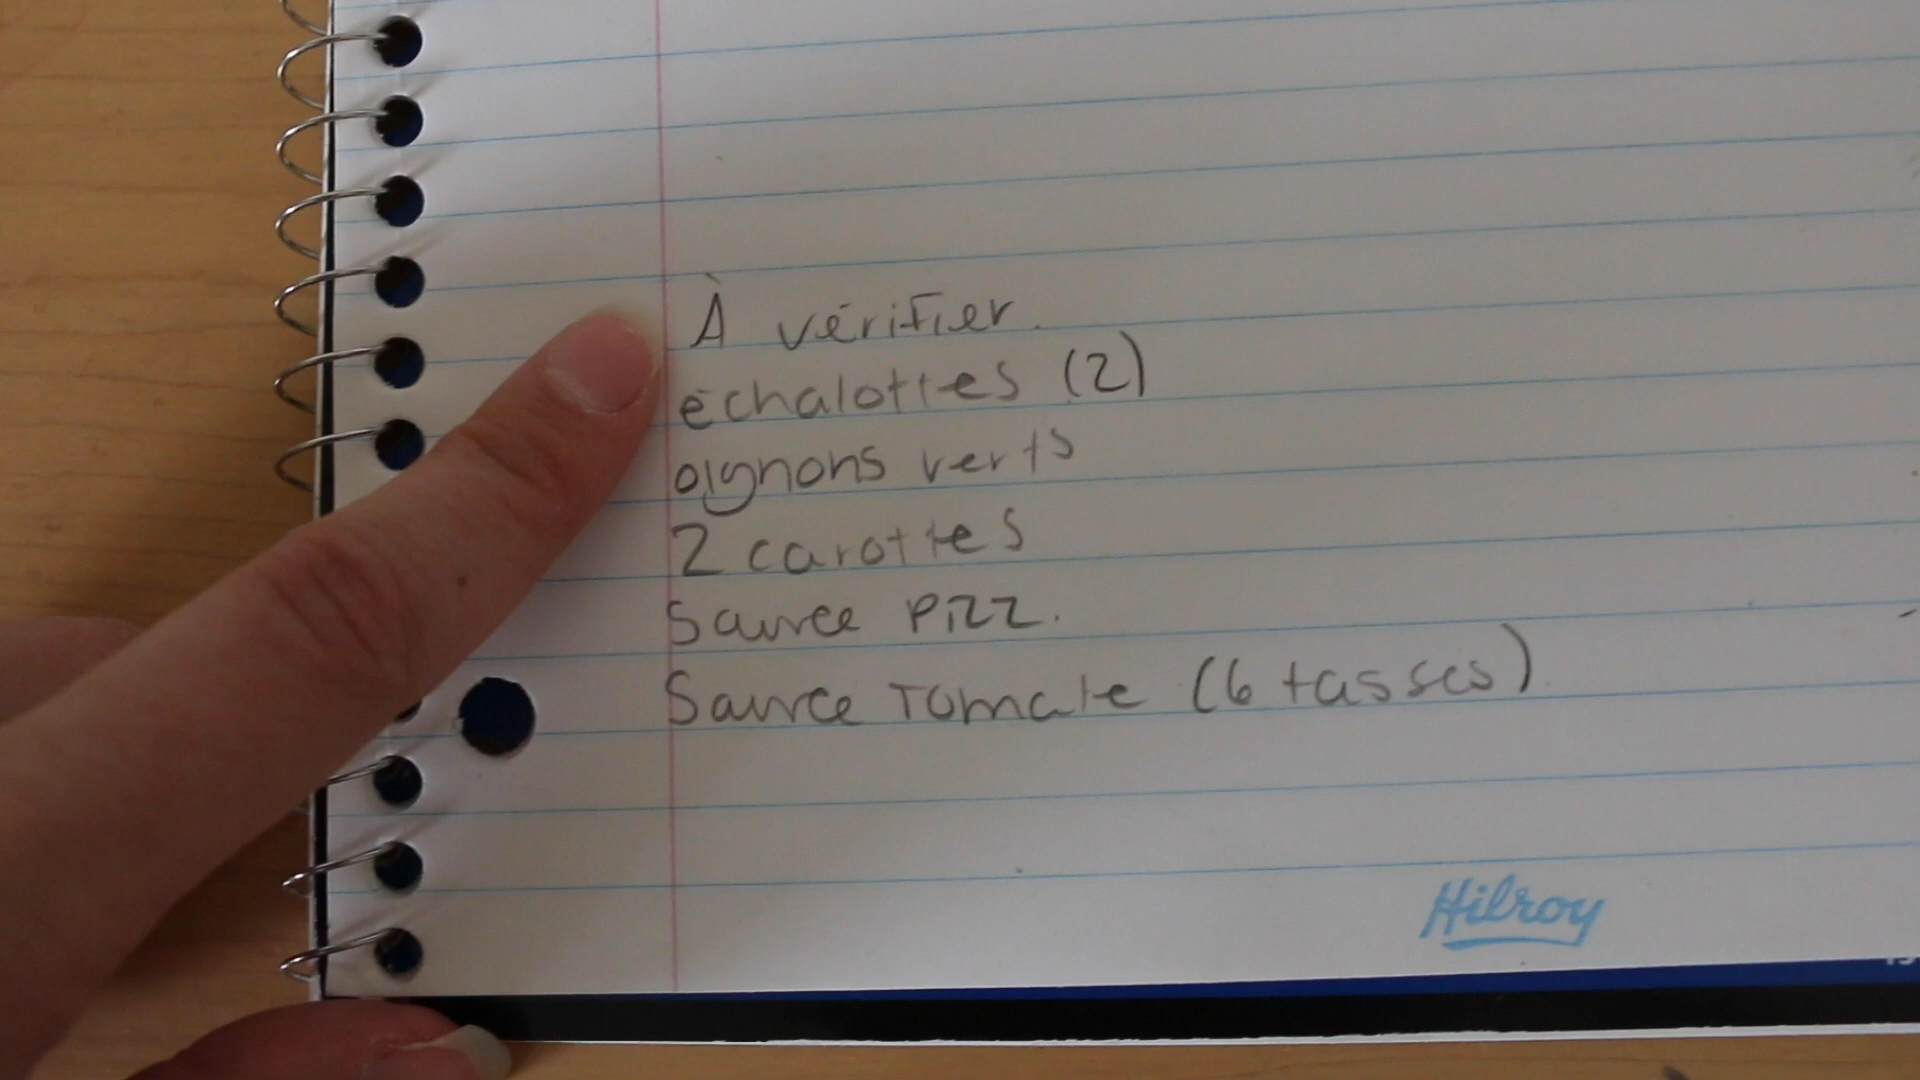 À vérifier.
échalottes (2)
oignons verts
2 carottes
Sauce pizz.
Sauce tomate (6 tasses)
Hilroy